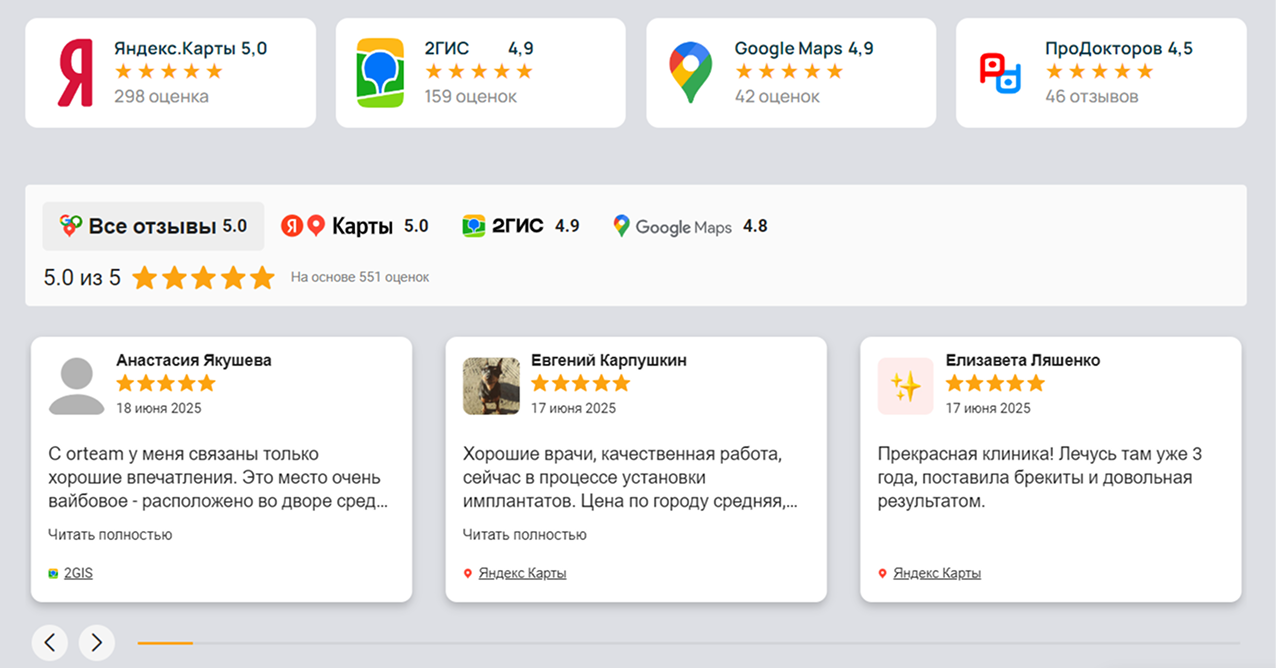 Яндекс.Карты 5,0
298 оценка
2ГИС 4,9
159 оценок
Google Maps 4,9
42 оценок
ПроДокторов 4,5
46 отзывов
Все отзывы 5.0
Карты 5.0
2ГИС 4.9
Google Maps 4.8
5.0 из 5
На основе 551 оценок
Анастасия Якушева
18 июня 2025
С orteam у меня связаны только
хорошие впечатления. Это место очень
вайбовое - расположено во дворе сред...
Читать полностью
2GIS
Евгений Карпушкин
17 июня 2025
Хорошие врачи, качественная работа,
сейчас в процессе установки
имплантатов. Цена по городу средняя,...
Читать полностью
Яндекс Карты
Елизавета Ляшенко
17 июня 2025
Прекрасная клиника! Лечусь там уже 3
года, поставила брекиты и довольная
результатом.
Яндекс Карты